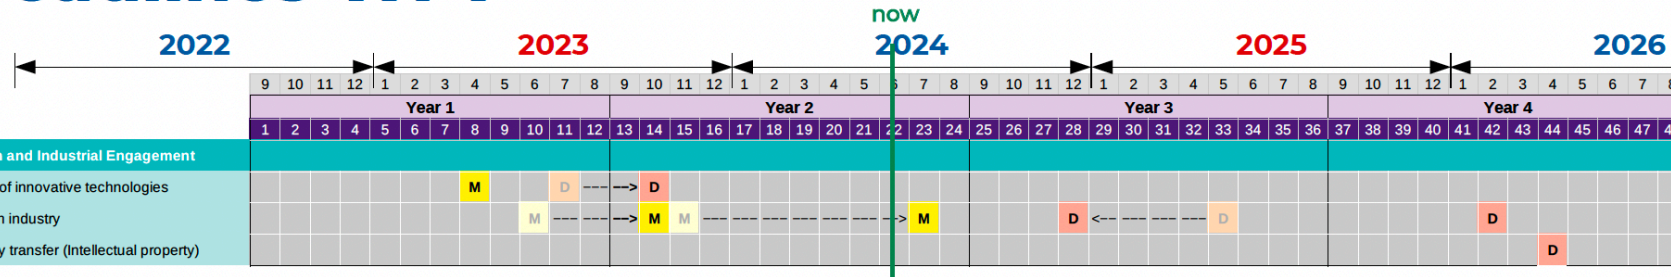 now
2022 2023 2024 2025 2026
9 10 11 12 1 2 3 4 5 6 7 8 9 10 11 12 1 2 3 4 5 6 7 8 9 10 11 12 1 2 3 4 5 6 7 8 9 10 11 12 1 2 3 4 5 6 7
Year 1 Year 2 Year 3 Year 4
1 2 3 4 5 6 7 8 9 10 11 12 13 14 15 16 17 18 19 20 21 22 23 24 25 26 27 28 29 30 31 32 33 34 35 36 37 38 39 40 41 42 43 44 45 46 47
and Industrial Engagement
of innovative technologies M D ---- --> D
industry M ---- --> M M ----> M D <---- D D
transfer (Intellectual property) D